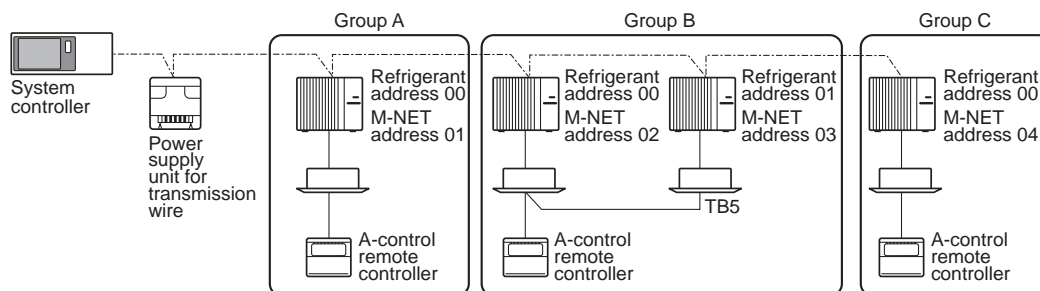 Group A
Group B
Group C
System
controller
Power
supply
unit for
transmission
wire
Refrigerant
address 00
M-NET
address 01
A-control
remote
controller
Refrigerant
address 00
M-NET
address 02
Refrigerant
address 01
M-NET
address 03
TB5
A-control
remote
controller
Refrigerant
address 00
M-NET
address 04
A-control
remote
controller